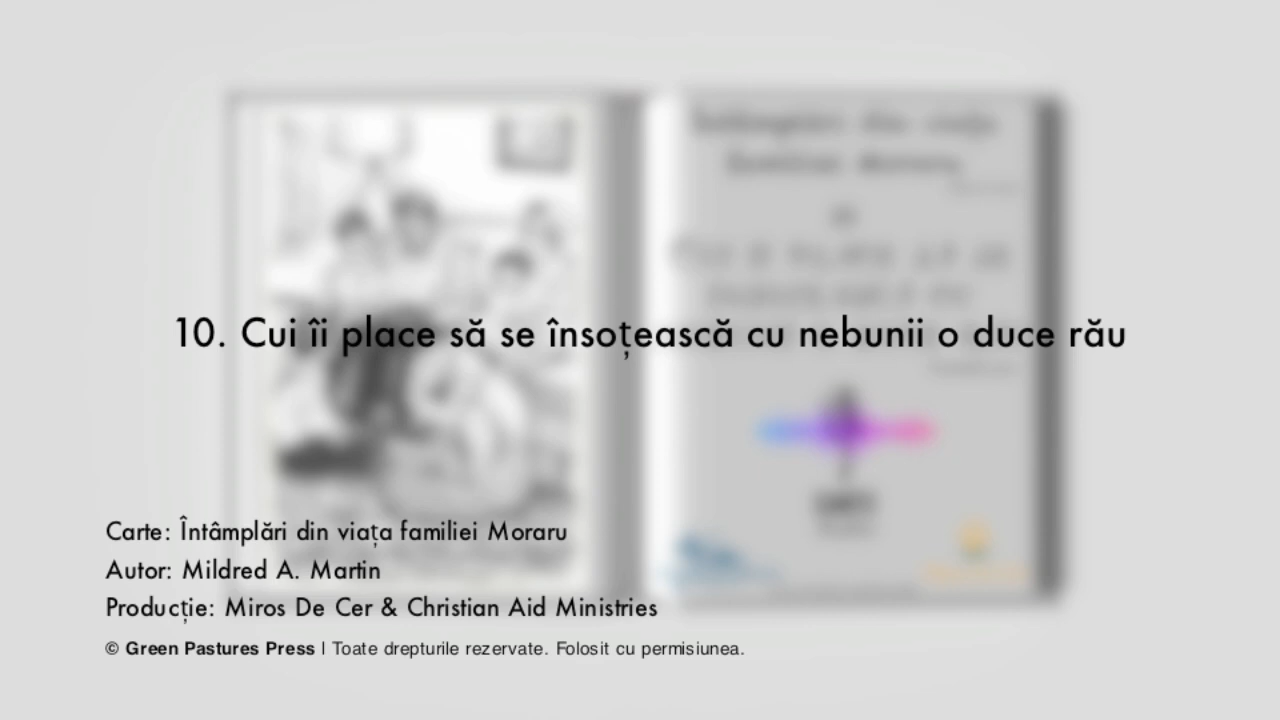 10. Cui îi place să se însoțească cu nebunii o duce rău
Carte: Întâmplări din viața familiei Moraru
Autor: Mildred A. Martin
Producție: Miros De Cer & Christian Aid Ministries
© Green Pastures Press | Toate drepturile rezervate. Folosit cu permisiunea.